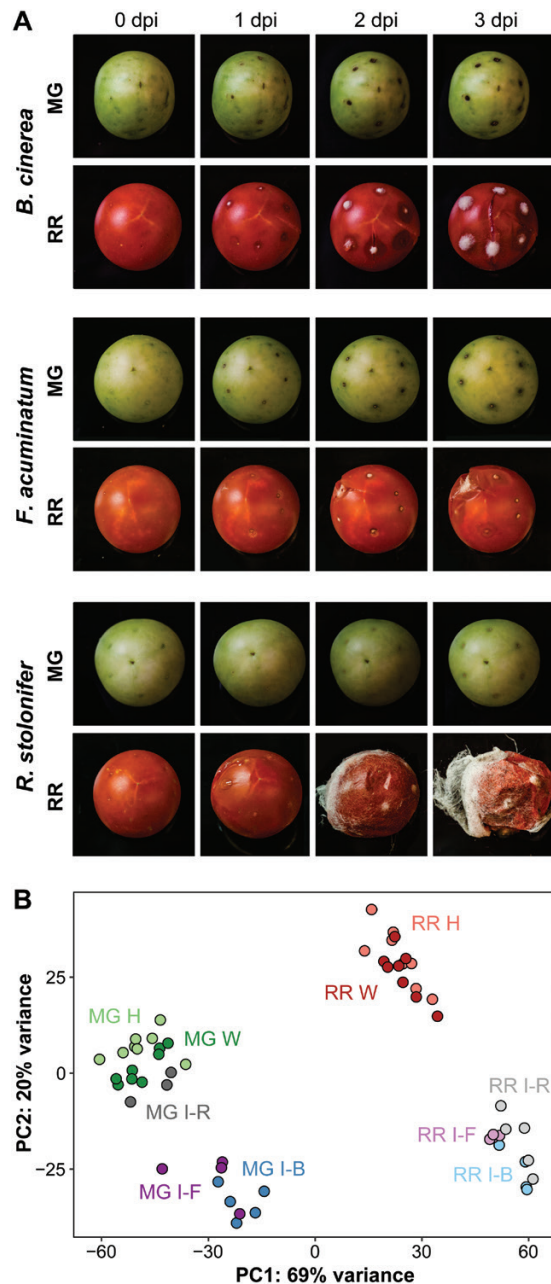 A
0 dpi 1 dpi 2 dpi 3 dpi
B. cinerea
MG
RR
F. acuminatum
MG
RR
R. stolonifer
MG
RR
B
RR H
RR W
MG H
MG W
MG I-R
RR I-R
RR I-F
RR I-B
MG I-F
MG I-B
PC2: 20% variance
25
0
−25
−60 −30 0 30 60
PC1: 69% variance